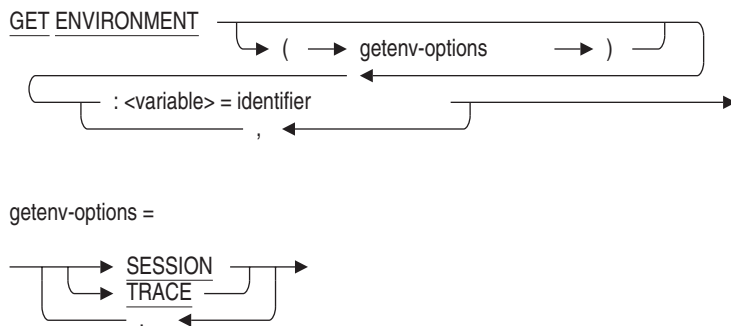 GET ENVIRONMENT
( getenv-options )
: <variable> = identifier
,
getenv-options =
SESSION
TRACE
,